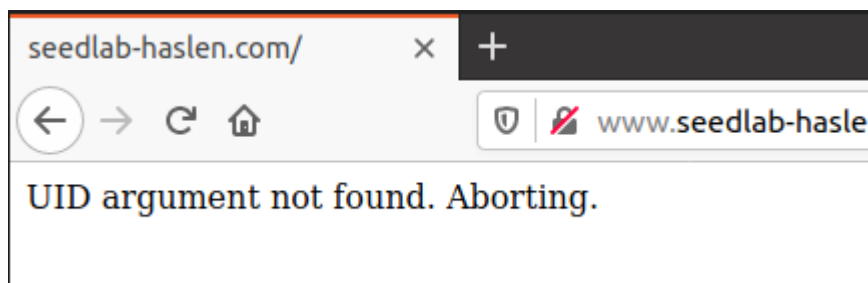 seedlab-haslen.com/
www.seedlab-hasle
UID argument not found. Aborting.